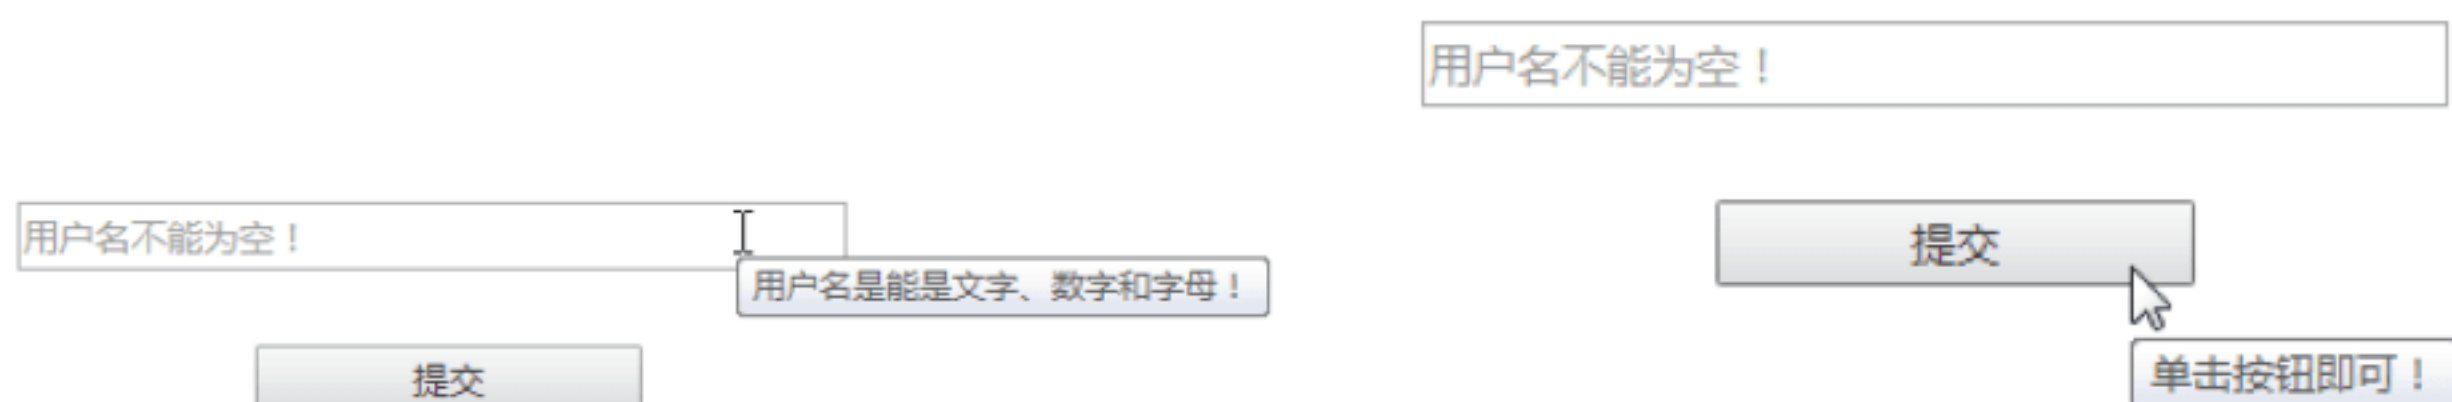 用户名不能为空！
用户名是能是文字、数字和字母！
提交
用户名不能为空！
提交
单击按钮即可！